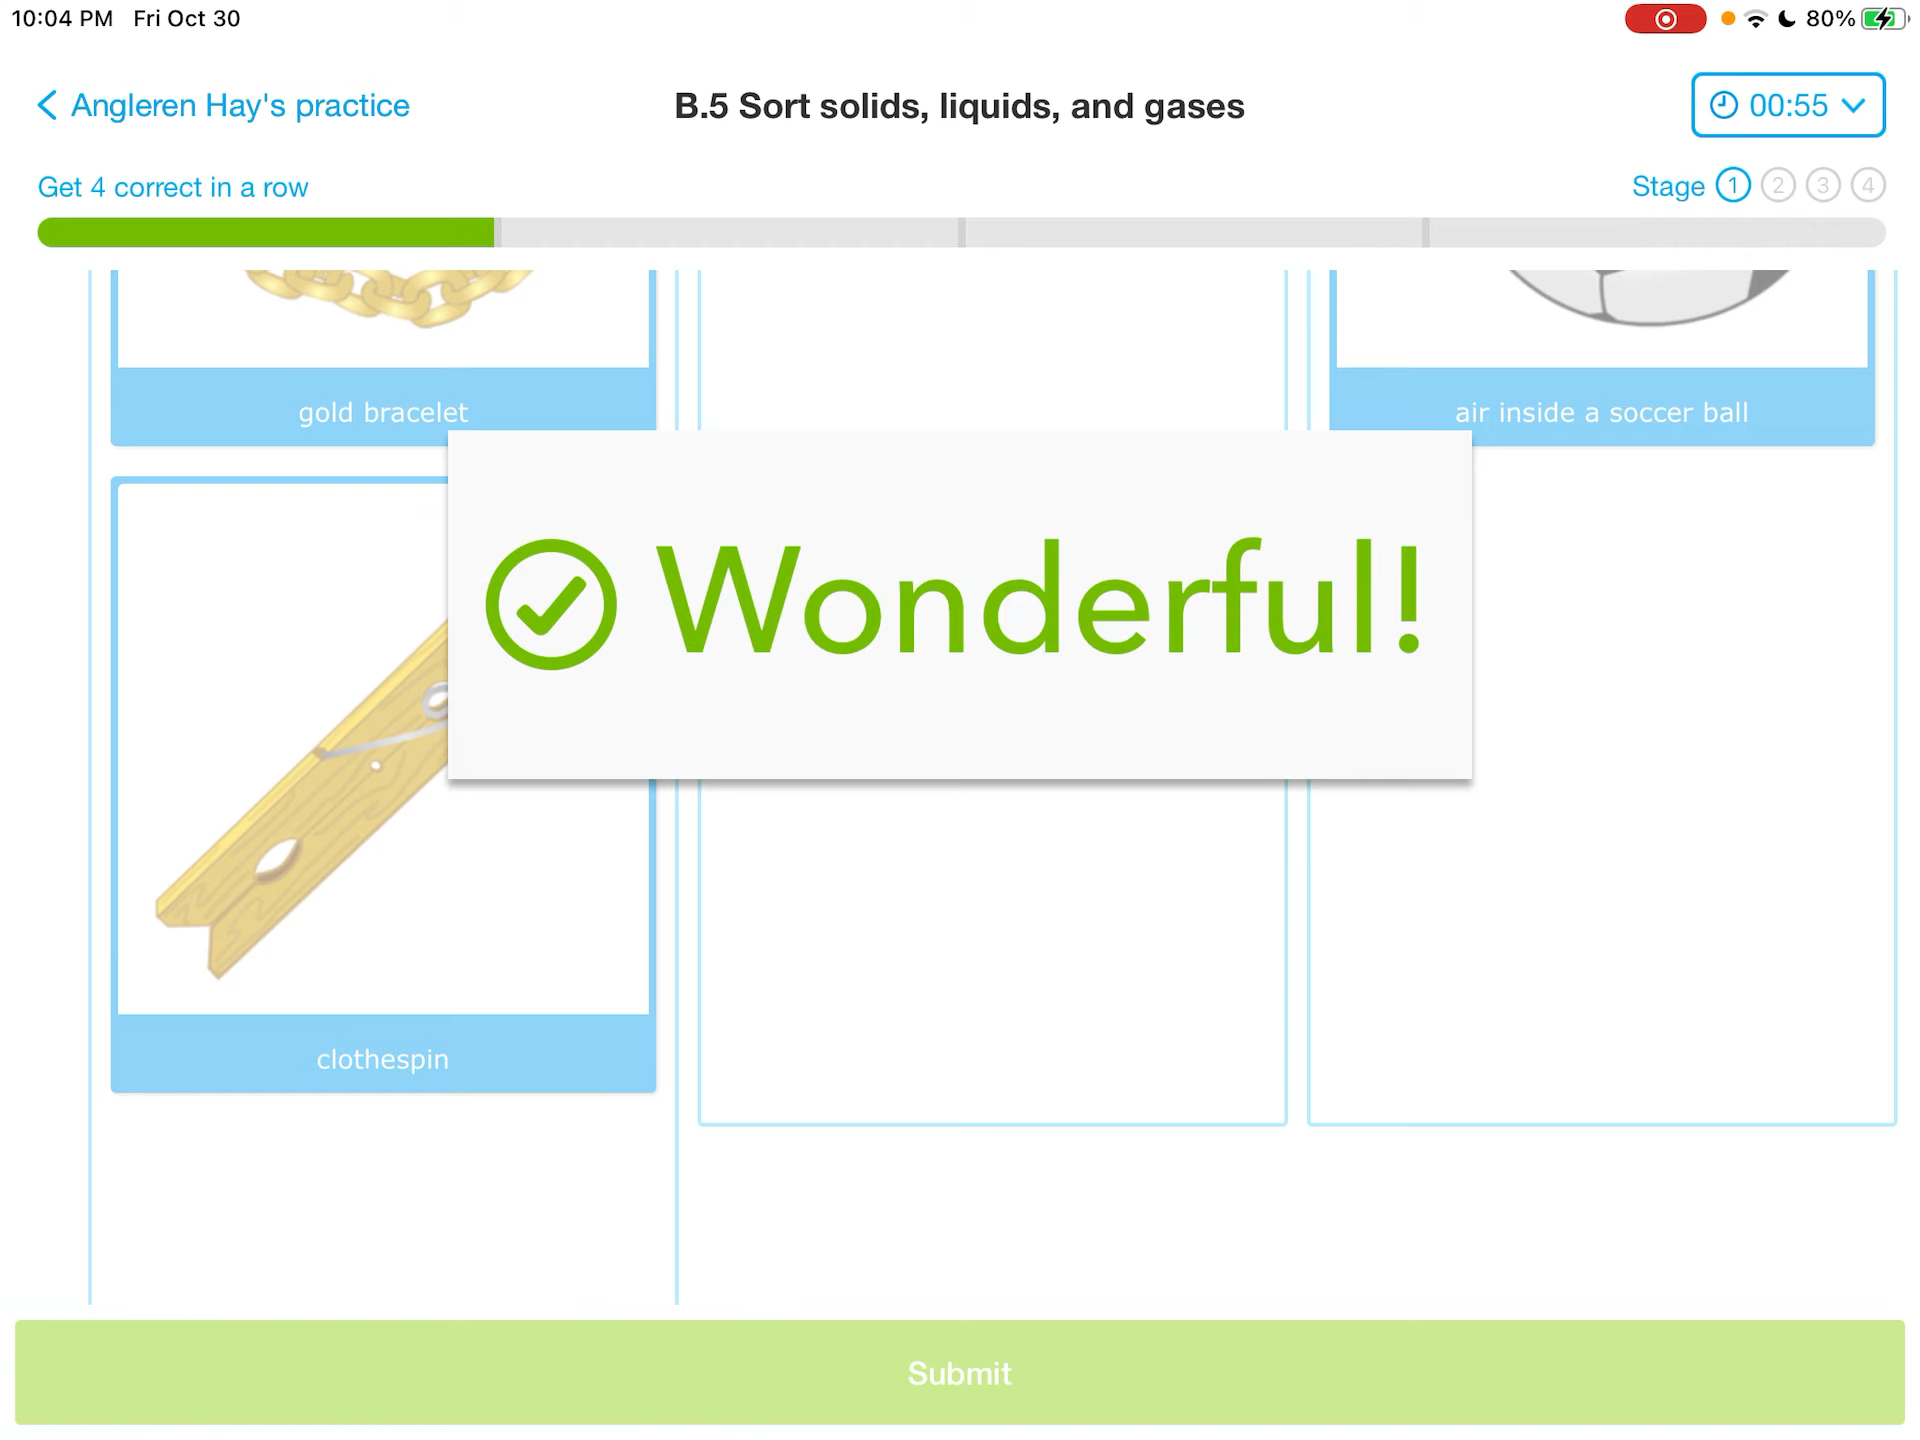 10:04 PM Fri Oct 30
80%
Angleren Hay's practice
B.5 Sort solids, liquids, and gases
00:55
Get 4 correct in a row
Stage 1 2 3 4
gold bracelet
air inside a soccer ball
Wonderful!
clothespin
Submit